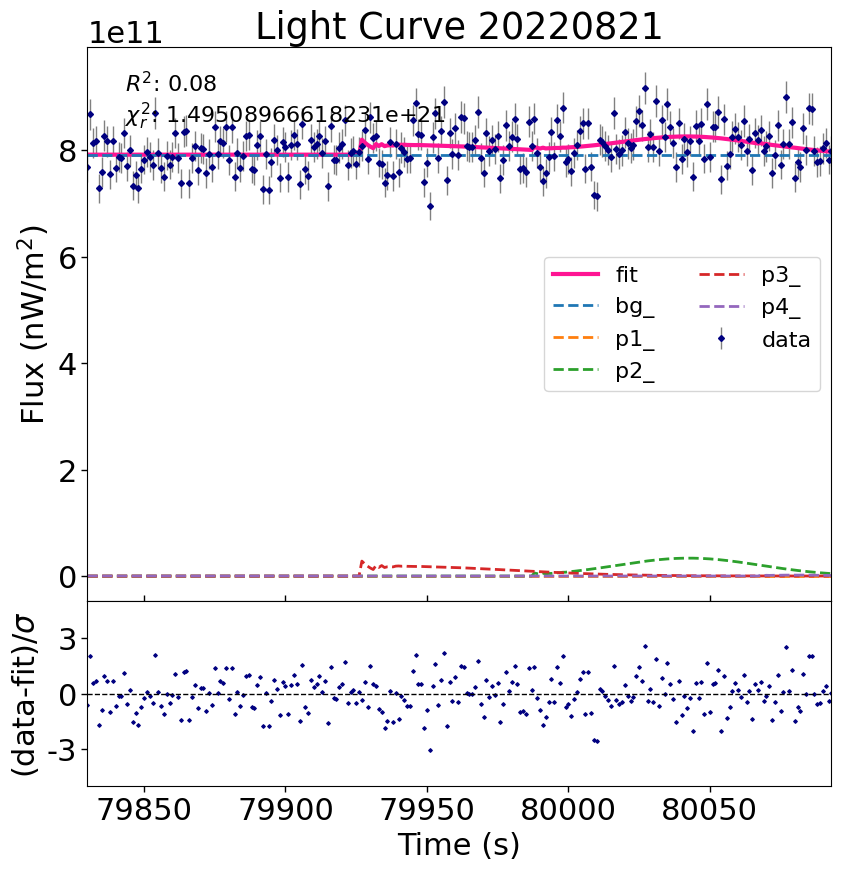 Light Curve 20220821
1e11
R²: 0.08
χ²ᵣ: 1.49508966618231e+21
8
6
4
2
0
Flux (nW/m²)
fit
bg_
p1_
p2_
p3_
p4_
data
3
0
-3
(data-fit)/σ
79850 79900 79950 80000 80050
Time (s)